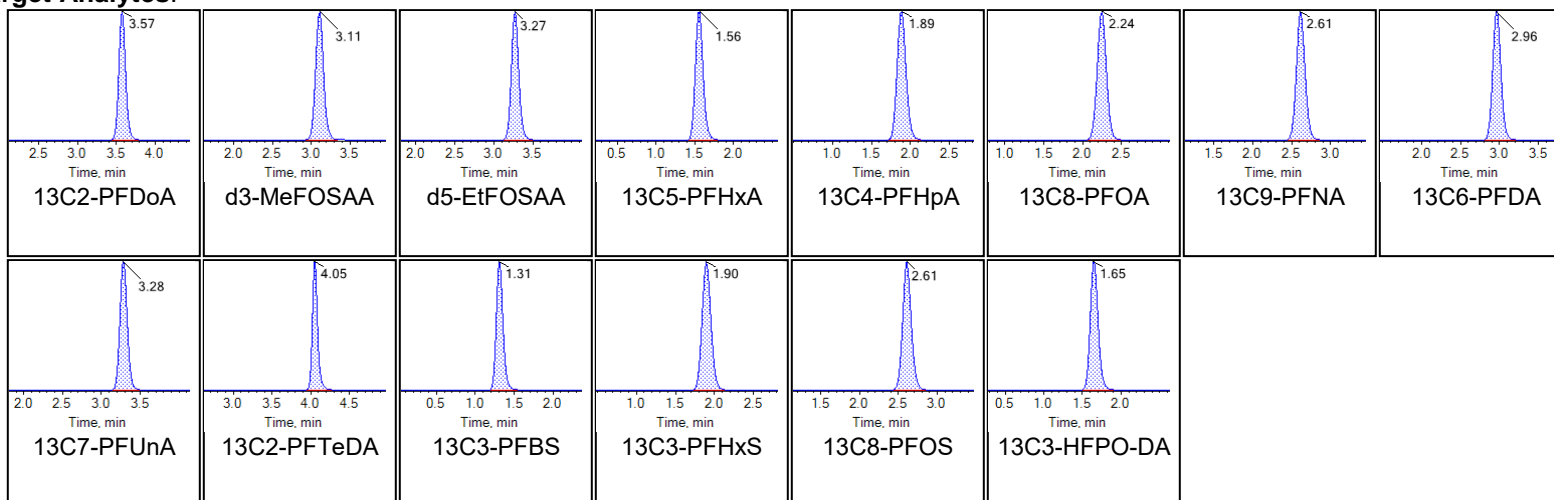 rget Analytes:
3.57 3.11 3.27 1.56 1.89 2.24 2.61 2.96
2.5 3.0 3.5 4.0 2.0 2.5 3.0 3.5 2.0 2.5 3.0 3.5 0.5 1.0 1.5 2.0 1.0 1.5 2.0 2.5 1.0 1.5 2.0 2.5 1.5 2.0 2.5 3.0 2.0 2.5 3.0 3.5
Time, min Time, min Time, min Time, min Time, min Time, min Time, min Time, min
13C2-PFDoA d3-MeFOSAA d5-EtFOSAA 13C5-PFHxA 13C4-PFHpA 13C8-PFOA 13C9-PFNA 13C6-PFDA
3.28 4.05 1.31 1.90 2.61 1.65
2.0 2.5 3.0 3.5 3.0 3.5 4.0 4.5 0.5 1.0 1.5 2.0 1.0 1.5 2.0 2.5 1.5 2.0 2.5 3.0 0.5 1.0 1.5 2.0
Time, min Time, min Time, min Time, min Time, min Time, min
13C7-PFUnA 13C2-PFTeDA 13C3-PFBS 13C3-PFHxS 13C8-PFOS 13C3-HFPO-DA